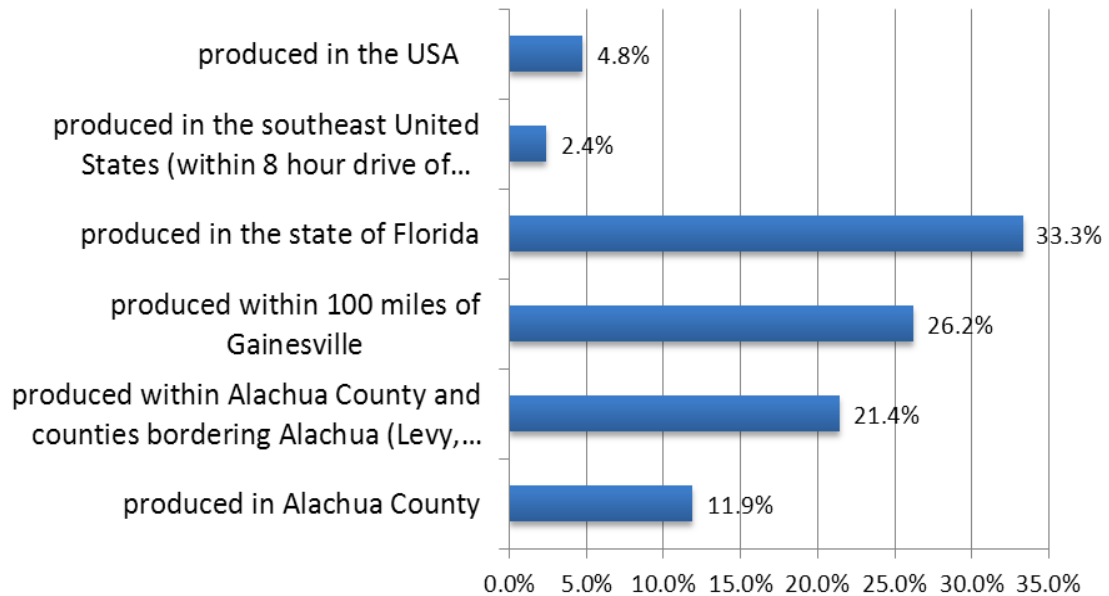 produced in the USA
4.8%
produced in the southeast United
States (within 8 hour drive of…
2.4%
produced in the state of Florida
33.3%
produced within 100 miles of
Gainesville
26.2%
produced within Alachua County and
counties bordering Alachua (Levy,…
21.4%
produced in Alachua County
11.9%
0.0% 5.0% 10.0% 15.0% 20.0% 25.0% 30.0% 35.0%